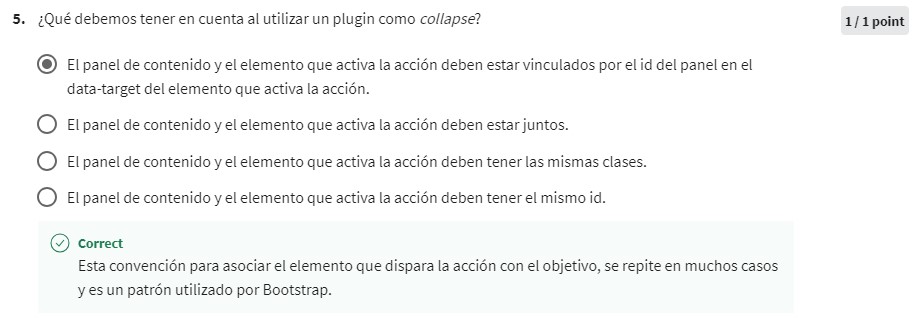 5. ¿Qué debemos tener en cuenta al utilizar un plugin como collapse?
1 / 1 point
El panel de contenido y el elemento que activa la acción deben estar vinculados por el id del panel en el
data-target del elemento que activa la acción.
El panel de contenido y el elemento que activa la acción deben estar juntos.
El panel de contenido y el elemento que activa la acción deben tener las mismas clases.
El panel de contenido y el elemento que activa la acción deben tener el mismo id.
Correct
Esta convención para asociar el elemento que dispara la acción con el objetivo, se repite en muchos casos
y es un patrón utilizado por Bootstrap.